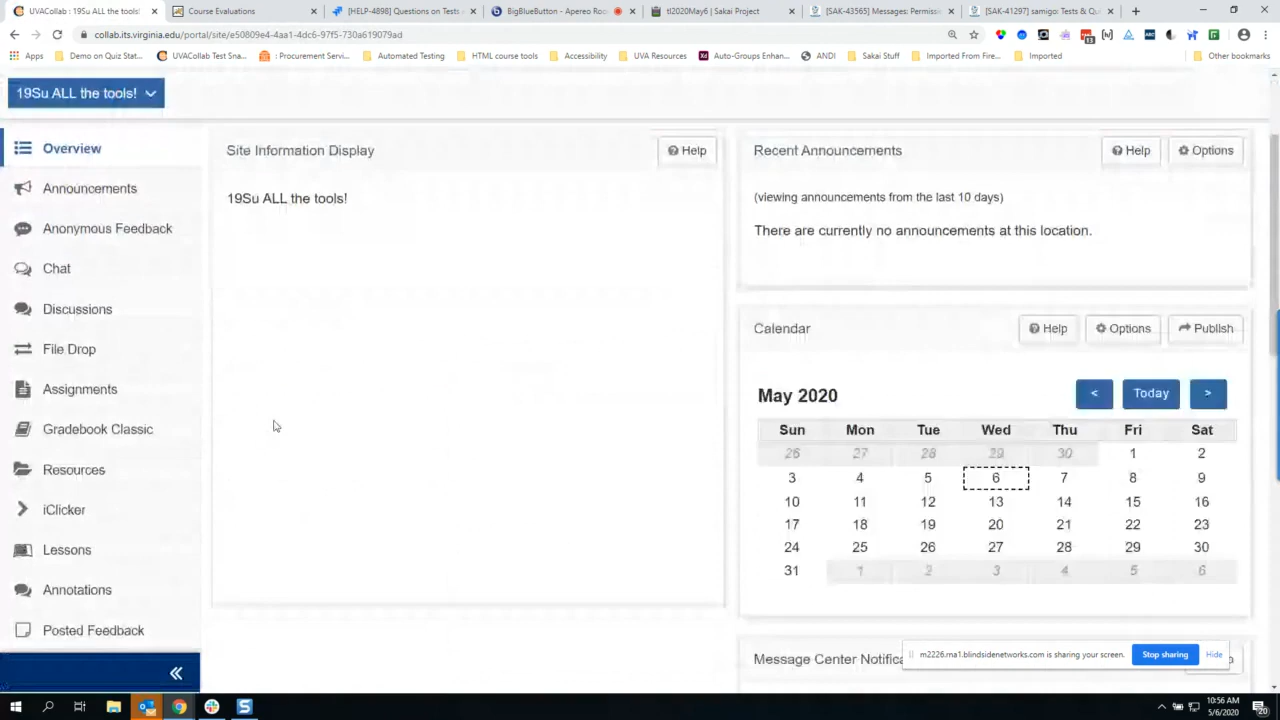 UVACollab : 19Su ALL the tools!
Course Evaluations
[HELP-4898] Questions on Tests
BigBlueButton - Apereo Roo
tl2020May6 | Sakai Project
[SAK-43565] Messages: Permissi
[SAK-41297] samigo: Tests & Qui
collab.its.virginia.edu/portal/site/e50809e4-4aa1-4dc6-97f5-730a619079ad
Apps
Demo on Quiz Stat...
UVACollab Test Sna...
: Procurement Servi...
Automated Testing
HTML course tools
Accessibility
UVA Resources
Auto-Groups Enhan...
ANDI
Sakai Stuff
Imported From Fire...
Imported
Other bookmarks
19Su ALL the tools!
Overview
Announcements
Anonymous Feedback
Chat
Discussions
File Drop
Assignments
Gradebook Classic
Resources
iClicker
Lessons
Annotations
Posted Feedback
Site Information Display
Help
19Su ALL the tools!
Recent Announcements
Help
Options
(viewing announcements from the last 10 days)
There are currently no announcements at this location.
Calendar
Help
Options
Publish
May 2020
< Today >
Sun Mon Tue Wed Thu Fri Sat
26 27 28 29 30 1 2
3 4 5 6 7 8 9
10 11 12 13 14 15 16
17 18 19 20 21 22 23
24 25 26 27 28 29 30
31 1 2 3 4 5 6
Message Center Notifica
m2226.rna1.blindsidenetworks.com is sharing your screen.
Stop sharing
Hide
10:56 AM
5/6/2020
20